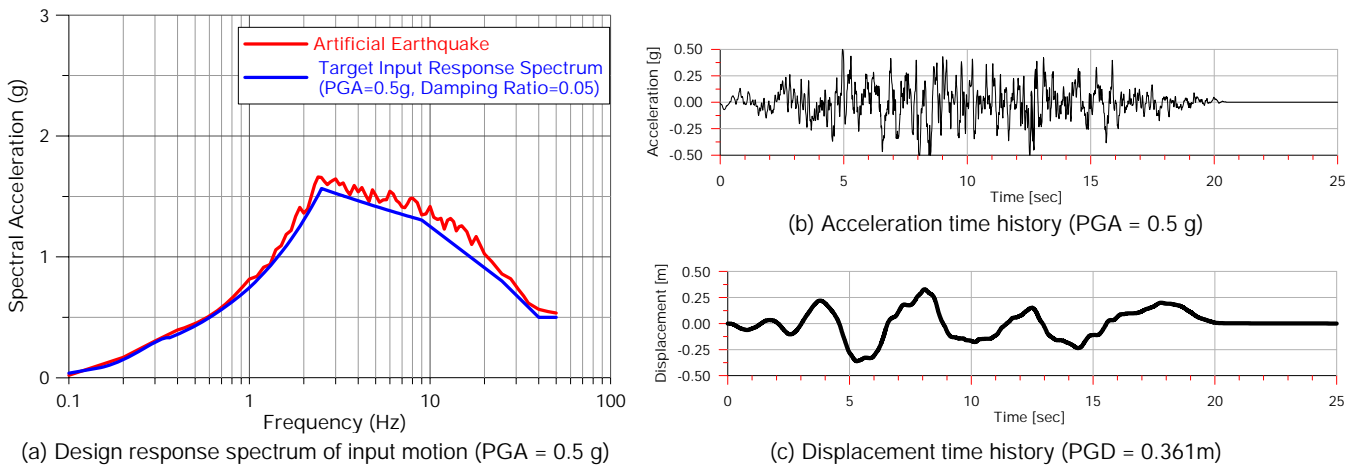 3
2
1
0
Spectral Acceleration (g)
Artificial Earthquake
Target Input Response Spectrum
(PGA=0.5g, Damping Ratio=0.05)
0.1
1
10
100
Frequency (Hz)
(a) Design response spectrum of input motion (PGA = 0.5 g)
0.50
0.25
0.00
-0.25
-0.50
Acceleration [g]
0
5
10
15
20
25
Time [sec]
(b) Acceleration time history (PGA = 0.5 g)
0.50
0.25
0.00
-0.25
-0.50
Displacement [m]
0
5
10
15
20
25
Time [sec]
(c) Displacement time history (PGD = 0.361m)